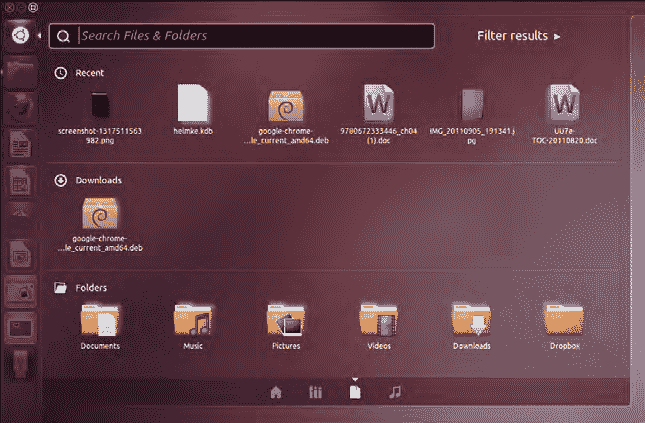 Search Files & Folders
Filter results ▸
Recent
screenshot-1317511563
982.png
helmke.kdb
google-chrome-
...le_current_amd64.deb
9780672333446_ch04
(1).doc
IMG_20110905_191341.j
pg
UU7e-
TOC-20110820.doc
Downloads
google-chrome-
...le_current_amd64.deb
Folders
Documents
Music
Pictures
Videos
Downloads
Dropbox